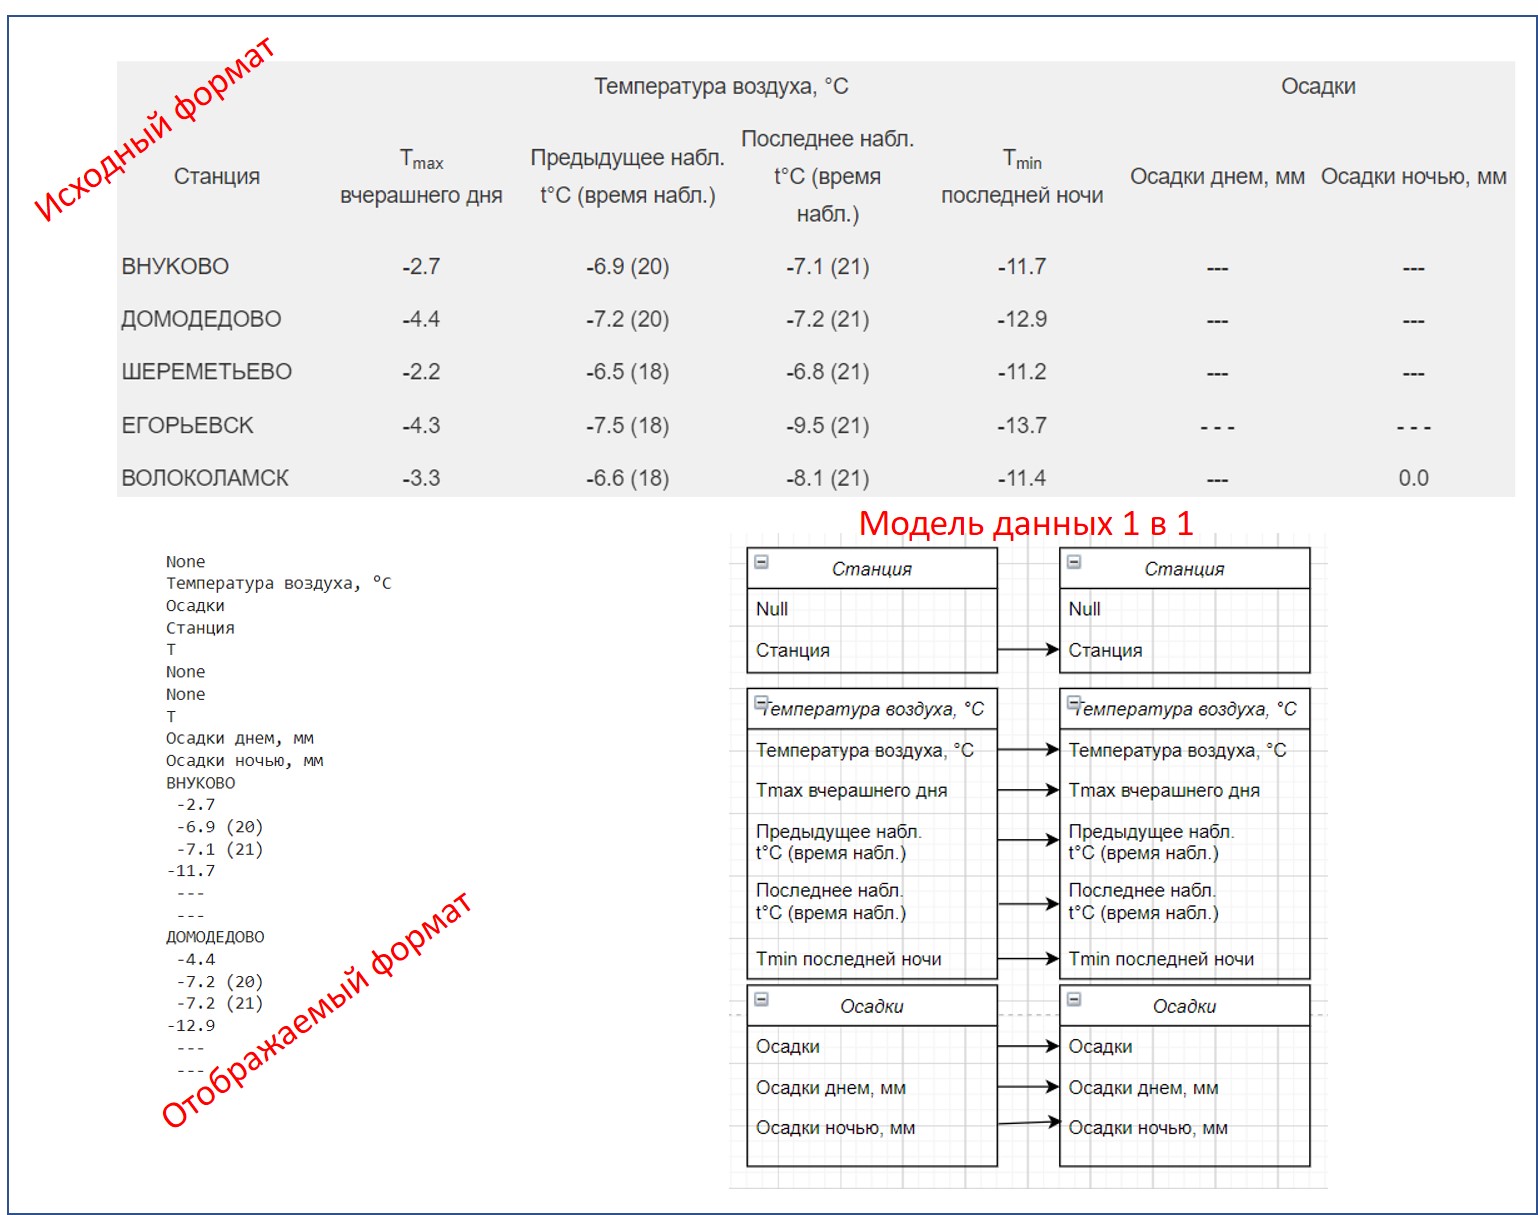 Исходный формат
Температура воздуха, °C
Осадки
Станция
Tmax
вчерашнего дня
Предыдущее набл.
t°C (время набл.)
Последнее набл.
t°C (время
набл.)
Tmin
последней ночи
Осадки днем, мм
Осадки ночью, мм
ВНУКОВО -2.7 -6.9 (20) -7.1 (21) -11.7 --- ---
ДОМОДЕДОВО -4.4 -7.2 (20) -7.2 (21) -12.9 --- ---
ШЕРЕМЕТЬЕВО -2.2 -6.5 (18) -6.8 (21) -11.2 --- ---
ЕГОРЬЕВСК -4.3 -7.5 (18) -9.5 (21) -13.7 - - - - - -
ВОЛОКОЛАМСК -3.3 -6.6 (18) -8.1 (21) -11.4 --- 0.0
None
Температура воздуха, °C
Осадки
Станция
T
None
None
T
Осадки днем, мм
Осадки ночью, мм
ВНУКОВО
-2.7
-6.9 (20)
-7.1 (21)
-11.7
---
---
ДОМОДЕДОВО
-4.4
-7.2 (20)
-7.2 (21)
-12.9
---
---
Отображаемый формат
Модель данных 1 в 1
Станция
Null
Станция
Температура воздуха, °C
Температура воздуха, °C
Tmax вчерашнего дня
Предыдущее набл.
t°C (время набл.)
Последнее набл.
t°C (время набл.)
Tmin последней ночи
Осадки
Осадки
Осадки днем, мм
Осадки ночью, мм
Станция
Null
Станция
Температура воздуха, °C
Температура воздуха, °C
Tmax вчерашнего дня
Предыдущее набл.
t°C (время набл.)
Последнее набл.
t°C (время набл.)
Tmin последней ночи
Осадки
Осадки
Осадки днем, мм
Осадки ночью, мм